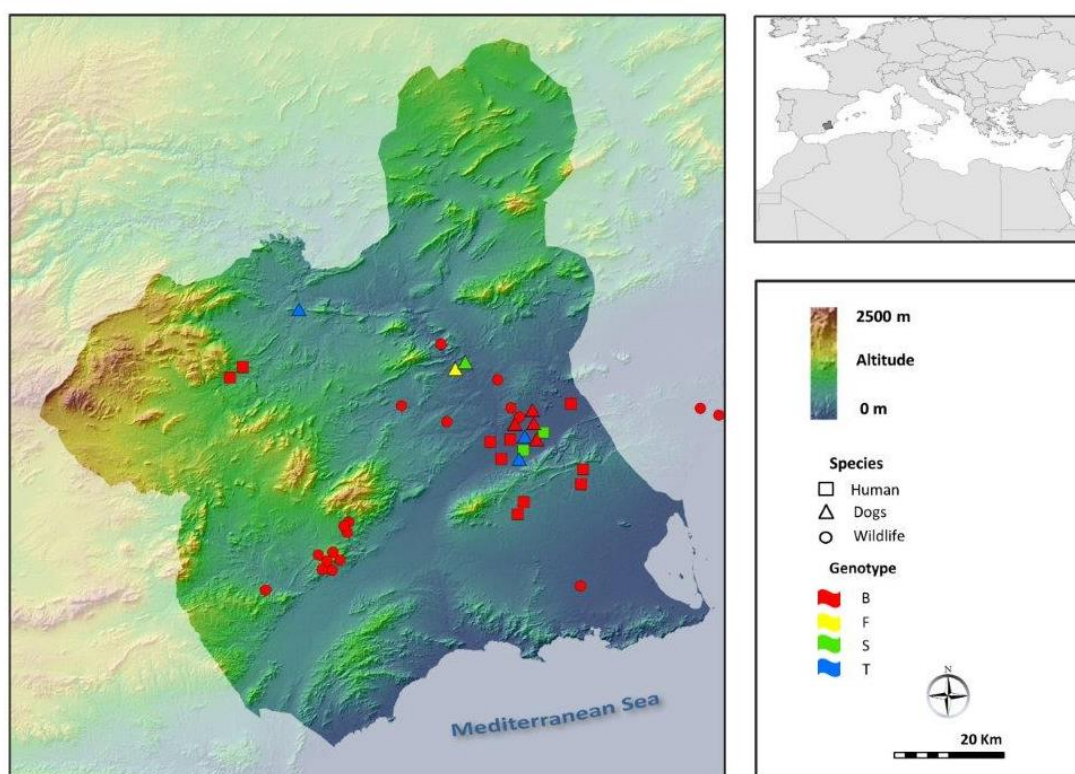 Mediterranean Sea
2500 m
Altitude
0 m
Species
Human
Dogs
Wildlife
Genotype
B
F
S
T
N
20 Km